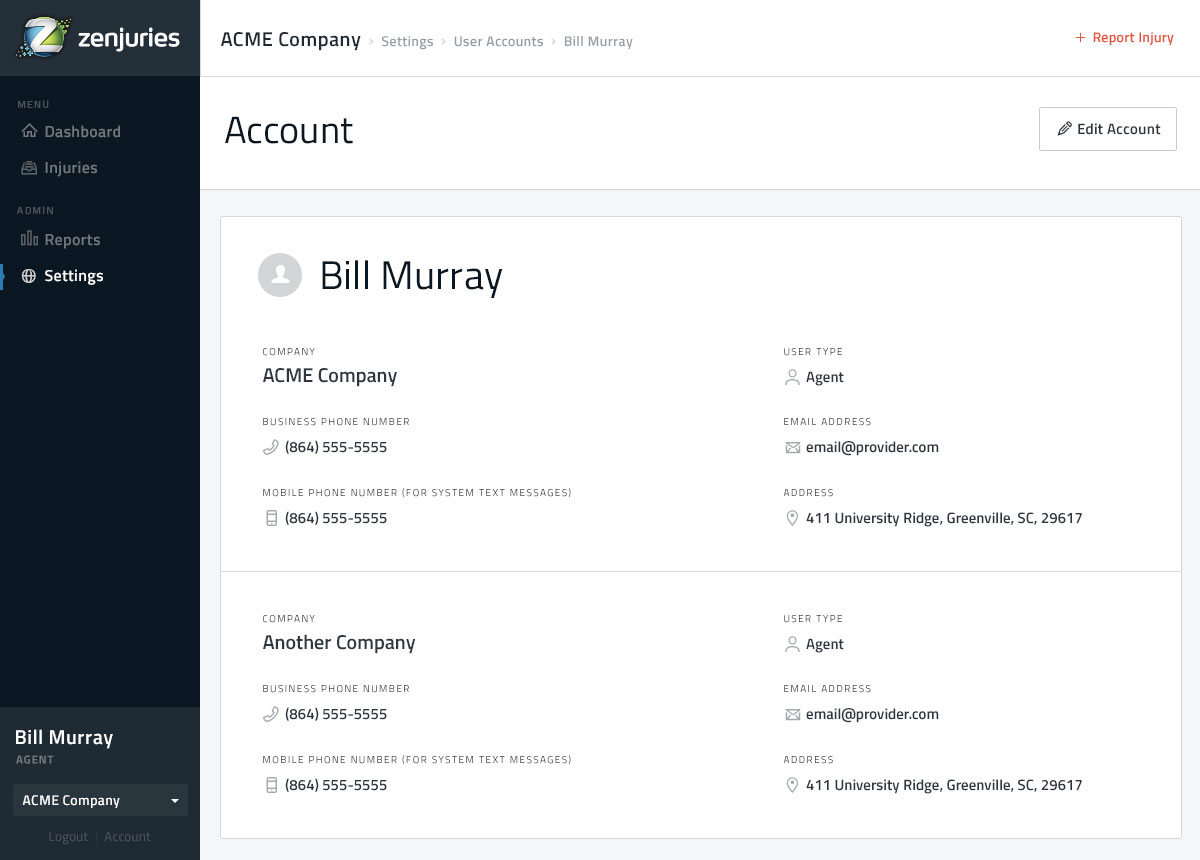 zenjuries
ACME Company › Settings › User Accounts › Bill Murray
+ Report Injury
MENU
Dashboard
Injuries
ADMIN
Reports
Settings
Account
Edit Account
Bill Murray
COMPANY
ACME Company
USER TYPE
Agent
BUSINESS PHONE NUMBER
(864) 555-5555
EMAIL ADDRESS
email@provider.com
MOBILE PHONE NUMBER (FOR SYSTEM TEXT MESSAGES)
(864) 555-5555
ADDRESS
411 University Ridge, Greenville, SC, 29617
COMPANY
Another Company
USER TYPE
Agent
BUSINESS PHONE NUMBER
(864) 555-5555
EMAIL ADDRESS
email@provider.com
MOBILE PHONE NUMBER (FOR SYSTEM TEXT MESSAGES)
(864) 555-5555
ADDRESS
411 University Ridge, Greenville, SC, 29617
Bill Murray
AGENT
ACME Company
Logout | Account